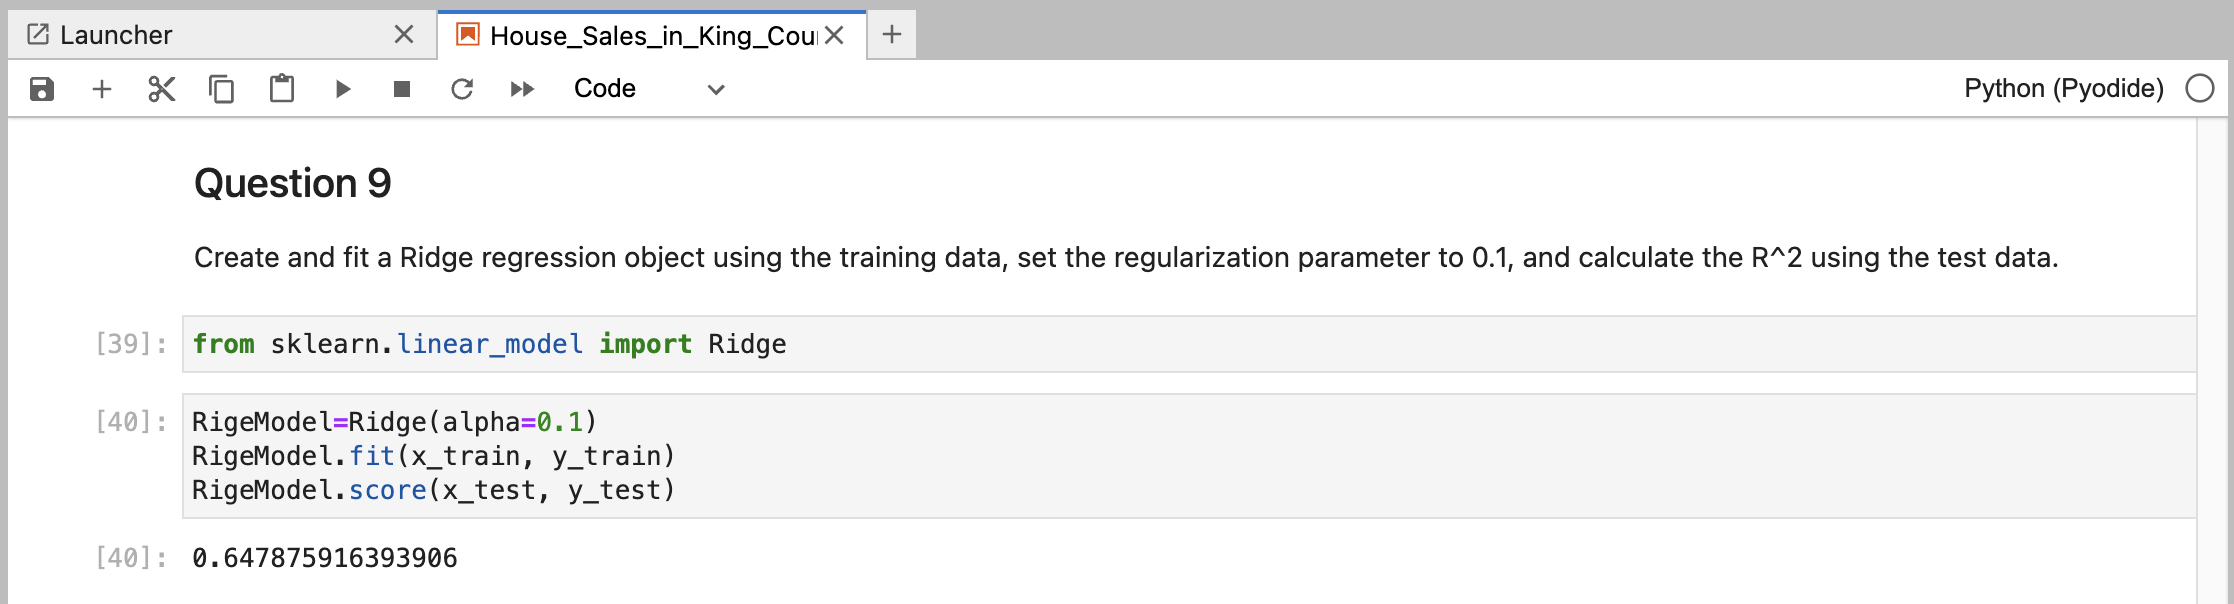 Launcher
House_Sales_in_King_Cou
Code
Python (Pyodide)
Question 9
Create and fit a Ridge regression object using the training data, set the regularization parameter to 0.1, and calculate the R^2 using the test data.
[39]: from sklearn.linear_model import Ridge
[40]: RigeModel=Ridge(alpha=0.1)
RigeModel.fit(x_train, y_train)
RigeModel.score(x_test, y_test)
[40]: 0.647875916393906